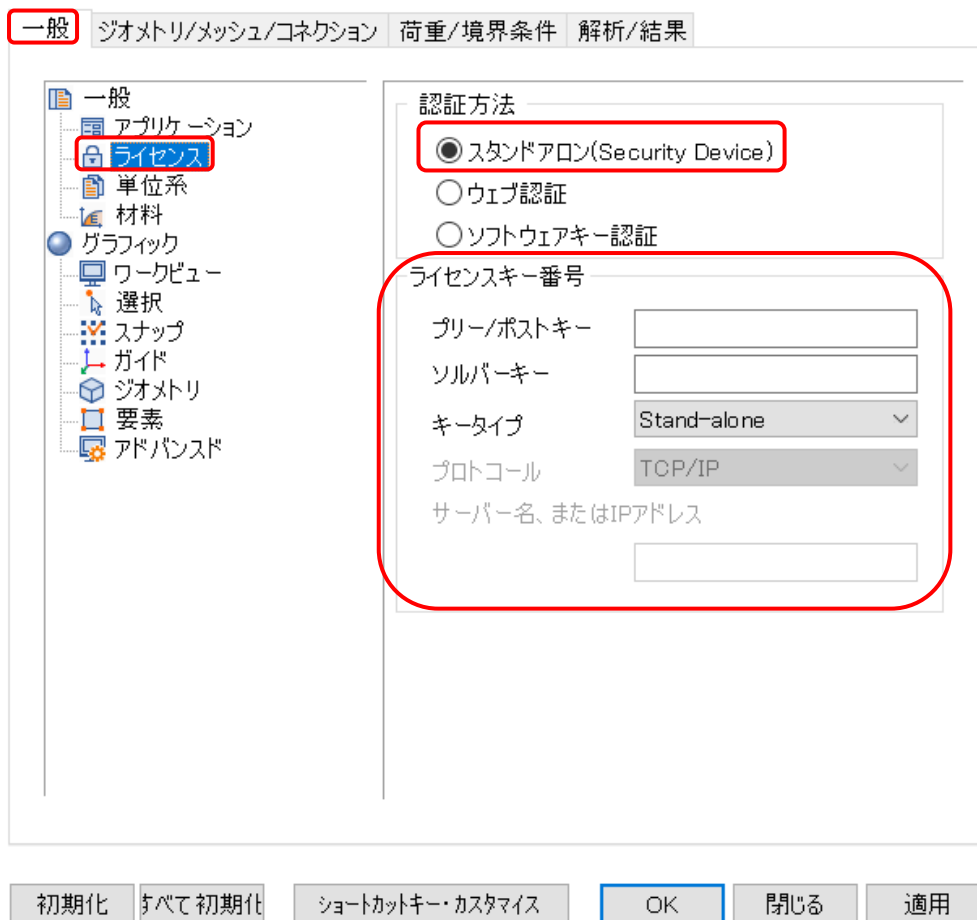 一般 ジオメトリ/メッシュ/コネクション 荷重/境界条件 解析/結果
一般
アプリケーション
ライセンス
単位系
材料
グラフィック
ワークビュー
選択
スナップ
ガイド
ジオメトリ
要素
アドバンスド
認証方法
スタンドアロン(Security Device)
ウェブ認証
ソフトウェアキー認証
ライセンスキー番号
プリー/ポストキー
ソルバーキー
キータイプ Stand-alone
プロトコール TCP/IP
サーバー名、またはIPアドレス
初期化 すべて初期化 ショートカットキー・カスタマイズ OK 閉じる 適用